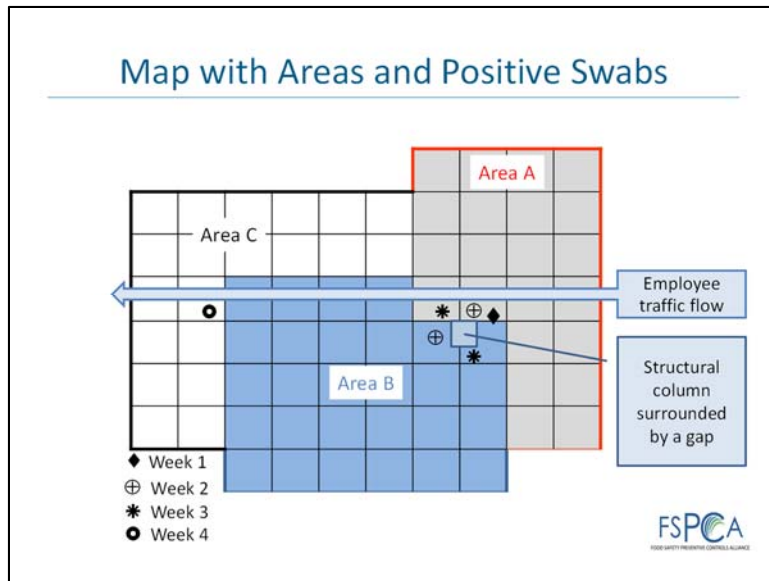 Map with Areas and Positive Swabs
Area A
Area C
Employee
traffic flow
Area B
Structural
column
surrounded
by a gap
Week 1
Week 2
Week 3
Week 4
FSPCA
FOOD SAFETY PREVENTIVE CONTROLS ALLIANCE